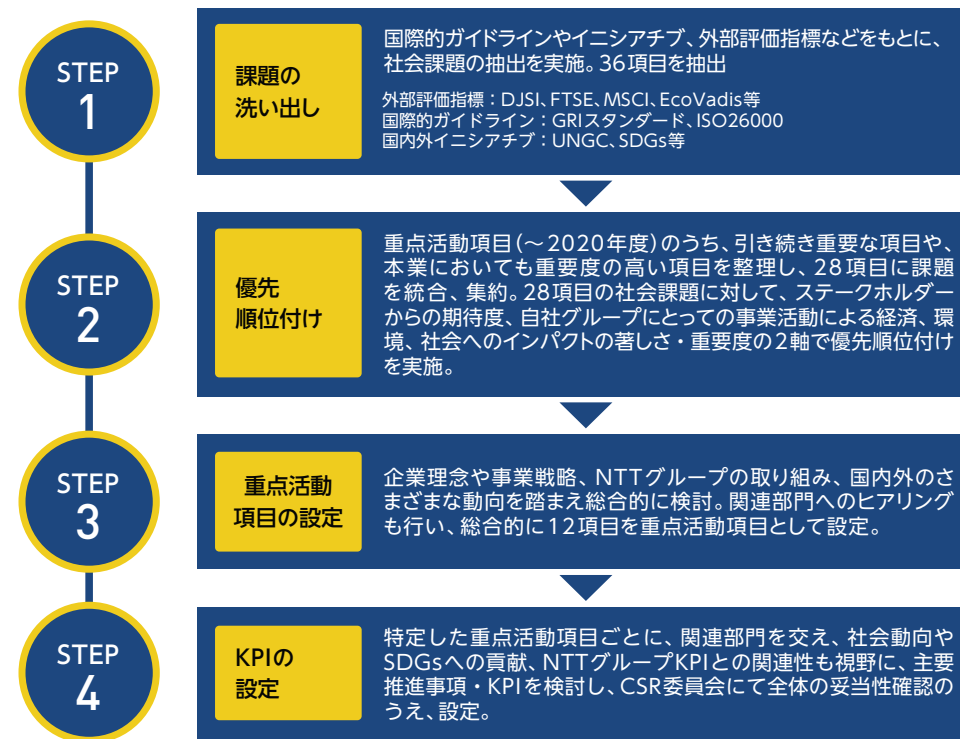 STEP
1
課題の
洗い出し
国際的ガイドラインやイニシアチブ、外部評価指標などをもとに、
社会課題の抽出を実施。36項目を抽出
外部評価指標：DJSI、FTSE、MSCI、EcoVadis等
国際的ガイドライン：GRIスタンダード、ISO26000
国内外イニシアチブ：UNGC、SDGs等
STEP
2
優先
順位付け
重点活動項目（～2020年度）のうち、引き続き重要な項目や、
本業においても重要度の高い項目を整理し、28項目に課題
を統合、集約。28項目の社会課題に対して、ステークホルダー
からの期待度、自社グループにとっての事業活動による経済、環
境、社会へのインパクトの著しさ・重要度の2軸で優先順位付け
を実施。
STEP
3
重点活動
項目の設定
企業理念や事業戦略、NTTグループの取り組み、国内外のさ
まざまな動向を踏まえ総合的に検討。関連部門へのヒアリング
も行い、総合的に12項目を重点活動項目として設定。
STEP
4
KPIの
設定
特定した重点活動項目ごとに、関連部門を交え、社会動向や
SDGsへの貢献、NTTグループKPIとの関連性も視野に、主要
推進事項・KPIを検討し、CSR委員会にて全体の妥当性確認の
うえ、設定。